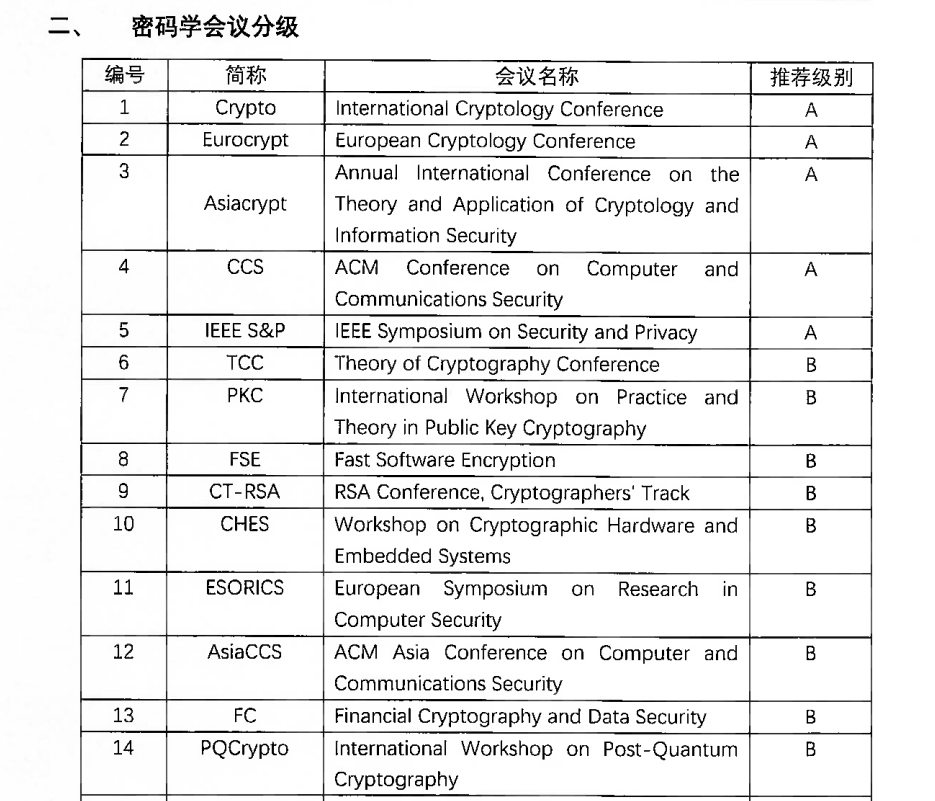 二、 密码学会议分级
编号 简称 会议名称 推荐级别
1 Crypto International Cryptology Conference A
2 Eurocrypt European Cryptology Conference A
3 Asiacrypt Annual International Conference on the A
Theory and Application of Cryptology and
Information Security
4 CCS ACM Conference on Computer and A
Communications Security
5 IEEE S&P IEEE Symposium on Security and Privacy A
6 TCC Theory of Cryptography Conference B
7 PKC International Workshop on Practice and B
Theory in Public Key Cryptography
8 FSE Fast Software Encryption B
9 CT-RSA RSA Conference, Cryptographers' Track B
10 CHES Workshop on Cryptographic Hardware and B
Embedded Systems
11 ESORICS European Symposium on Research in B
Computer Security
12 AsiaCCS ACM Asia Conference on Computer and B
Communications Security
13 FC Financial Cryptography and Data Security B
14 PQCrypto International Workshop on Post-Quantum B
Cryptography